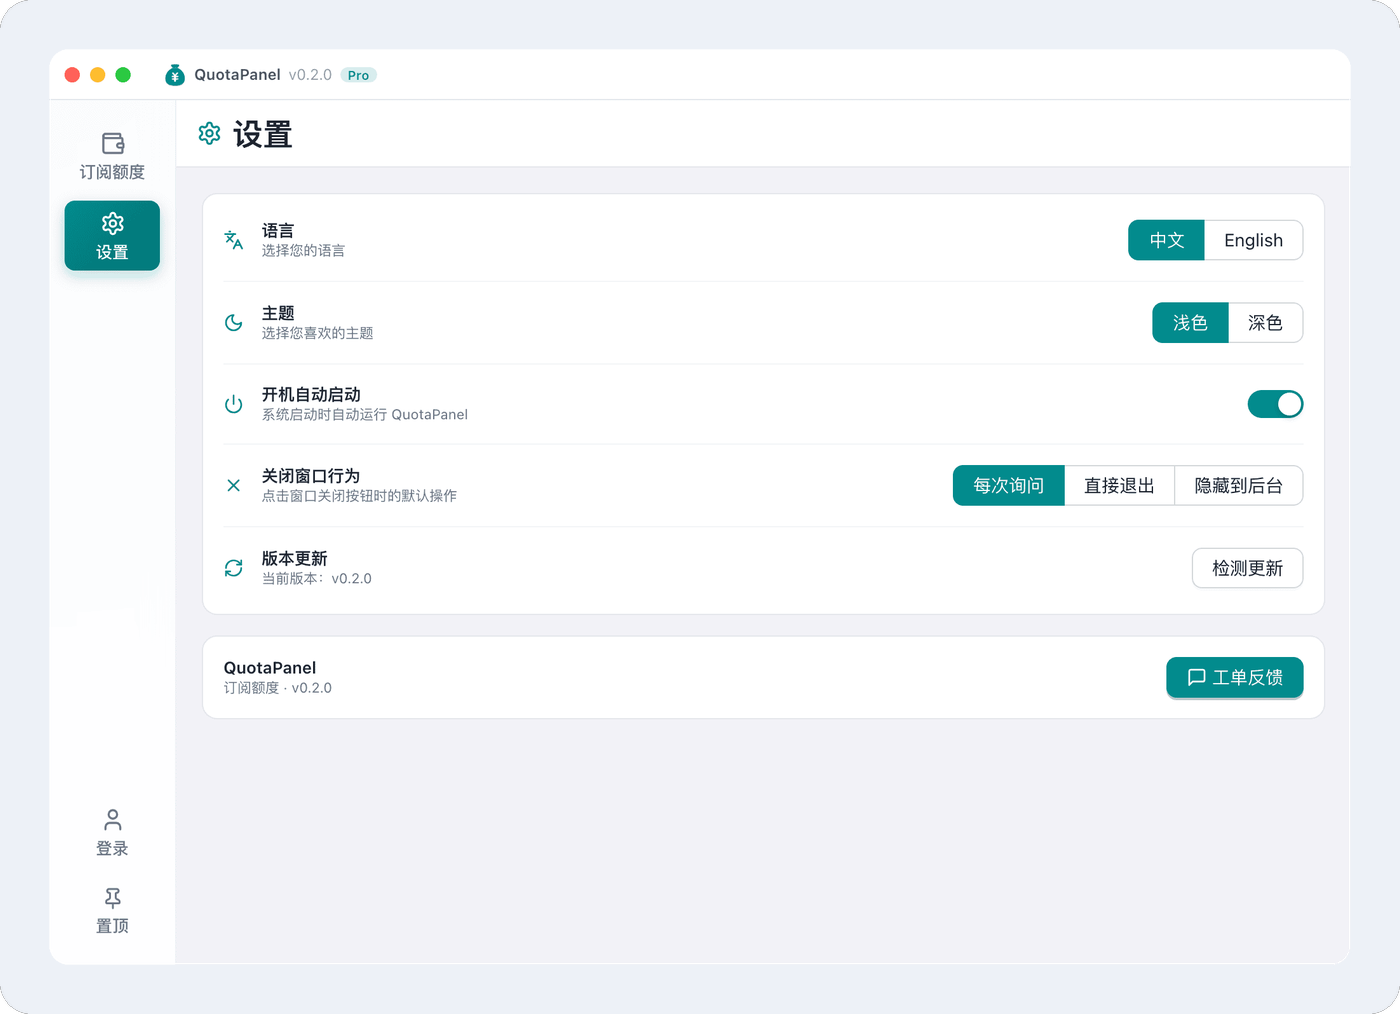 QuotaPanel v0.2.0 Pro
订阅额度
设置
登录
置顶
设置
语言
选择您的语言
中文 English
主题
选择您喜欢的主题
浅色 深色
开机自动启动
系统启动时自动运行 QuotaPanel
关闭窗口行为
点击窗口关闭按钮时的默认操作
每次询问 直接退出 隐藏到后台
版本更新
当前版本：v0.2.0
检测更新
QuotaPanel
订阅额度 · v0.2.0
工单反馈